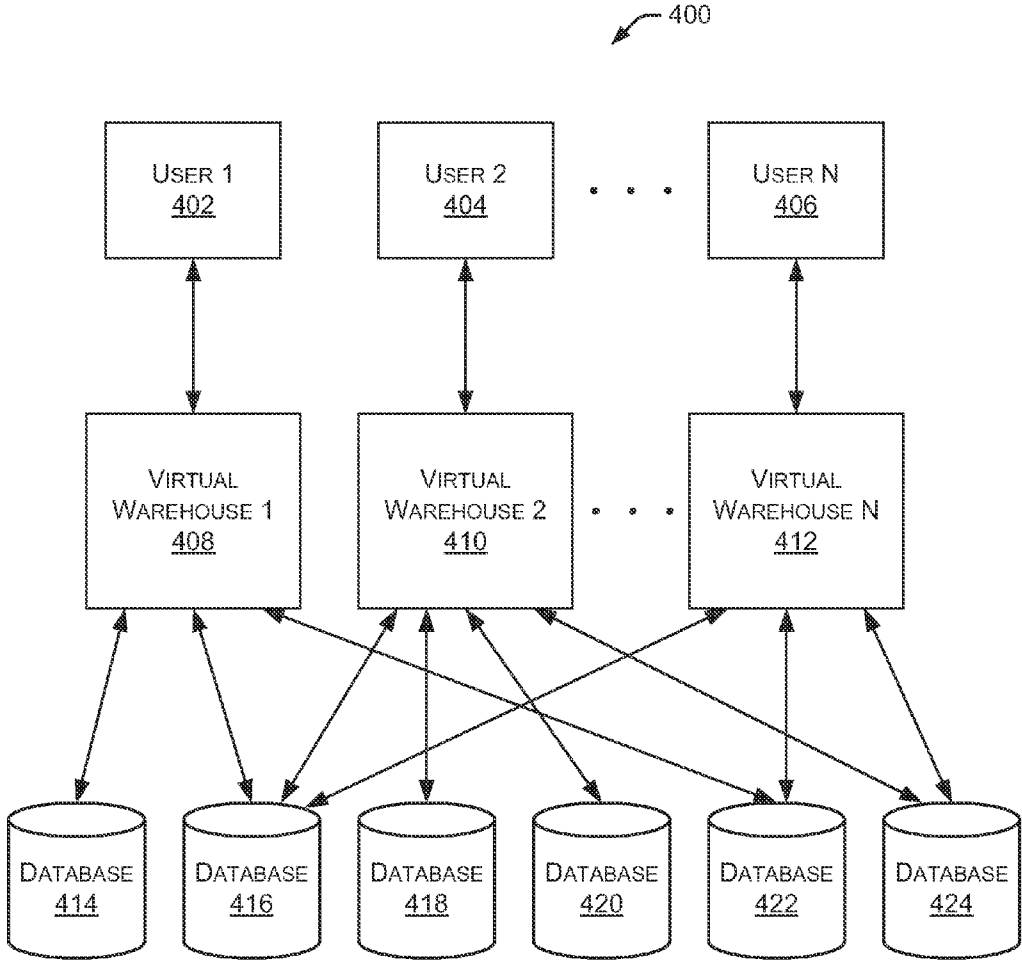 400
User 1
402
User 2
404
User N
406
Virtual
Warehouse 1
408
Virtual
Warehouse 2
410
Virtual
Warehouse N
412
Database
414
Database
416
Database
418
Database
420
Database
422
Database
424